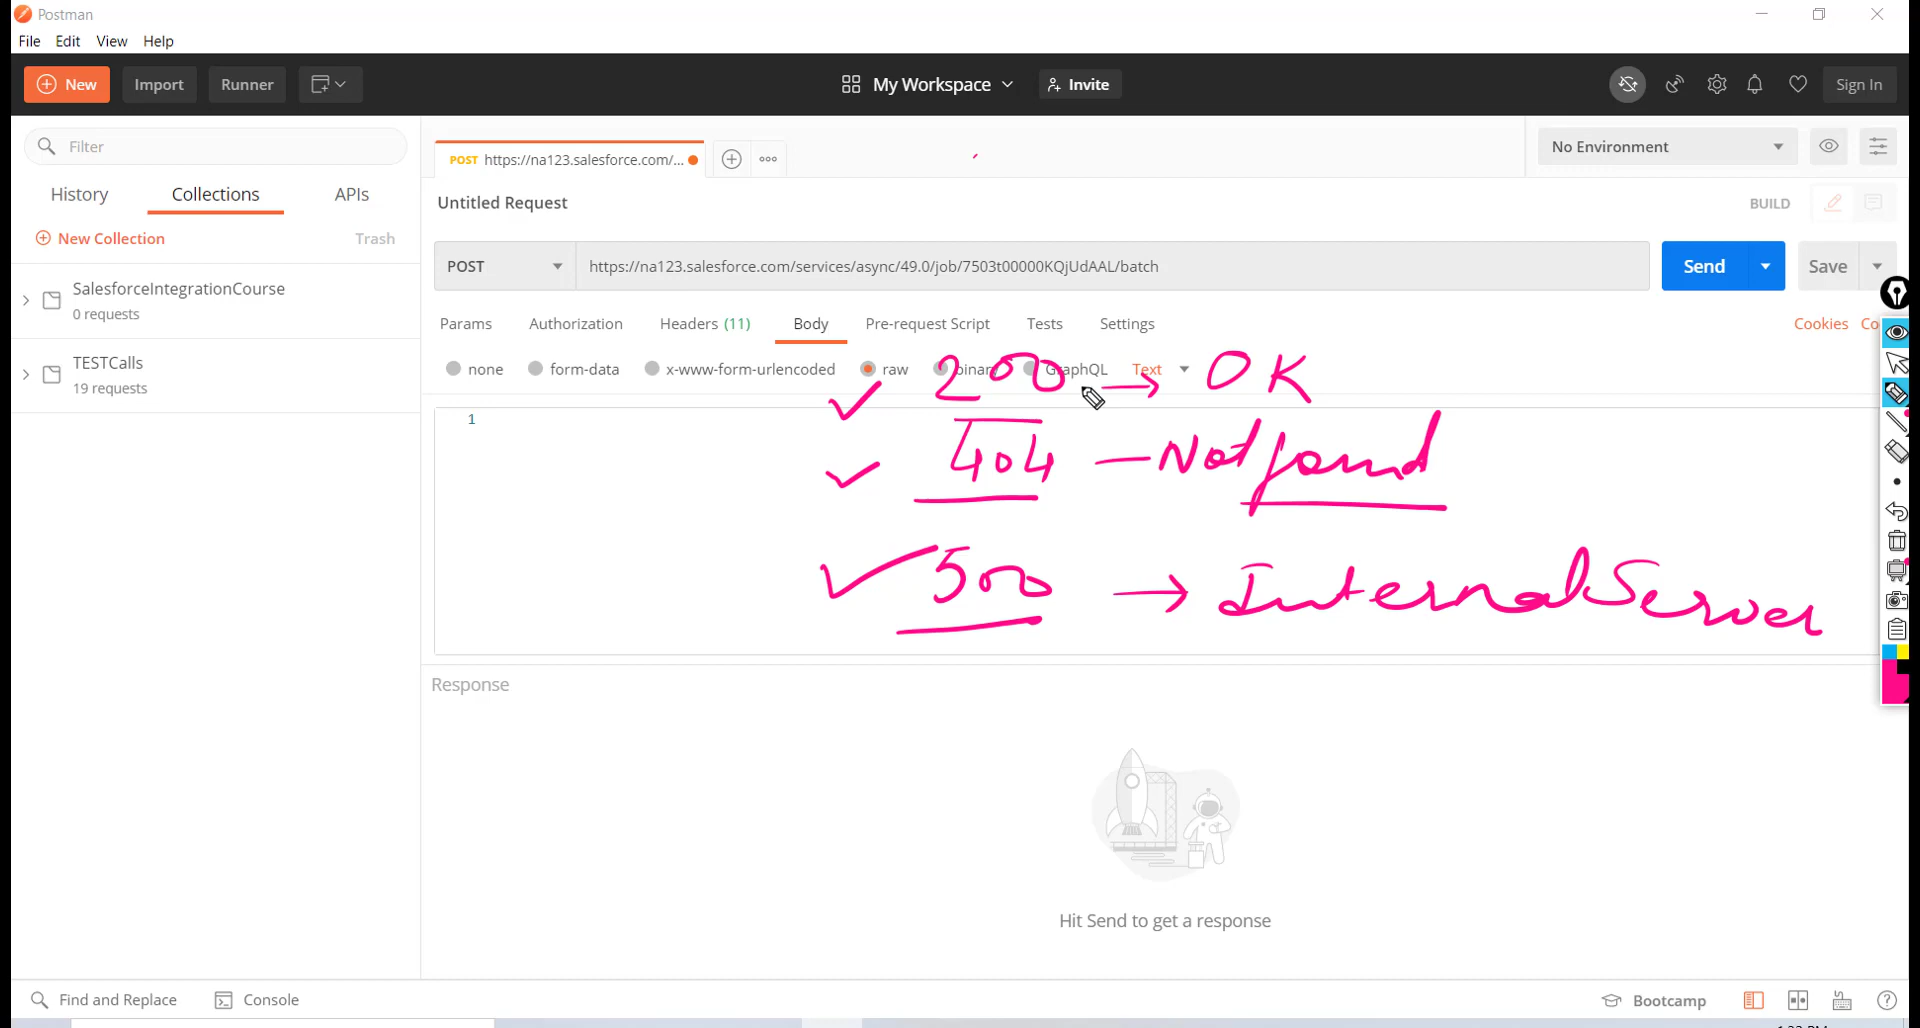 Postman
File Edit View Help
New Import Runner My Workspace Invite Sign In
Filter
History Collections APIs
New Collection Trash
SalesforceIntegrationCourse
0 requests
TESTCalls
19 requests
POST https://na123.salesforce.com/... No Environment
Untitled Request BUILD
POST https://na123.salesforce.com/services/async/49.0/job/7503t00000KQjUdAAL/batch Send Save
Params Authorization Headers (11) Body Pre-request Script Tests Settings Cookies Co
none form-data x-www-form-urlencoded raw binary GraphQL Text
200 → OK
1
404 — Not found
500 → Internal Server
Response
Hit Send to get a response
Find and Replace Console Bootcamp